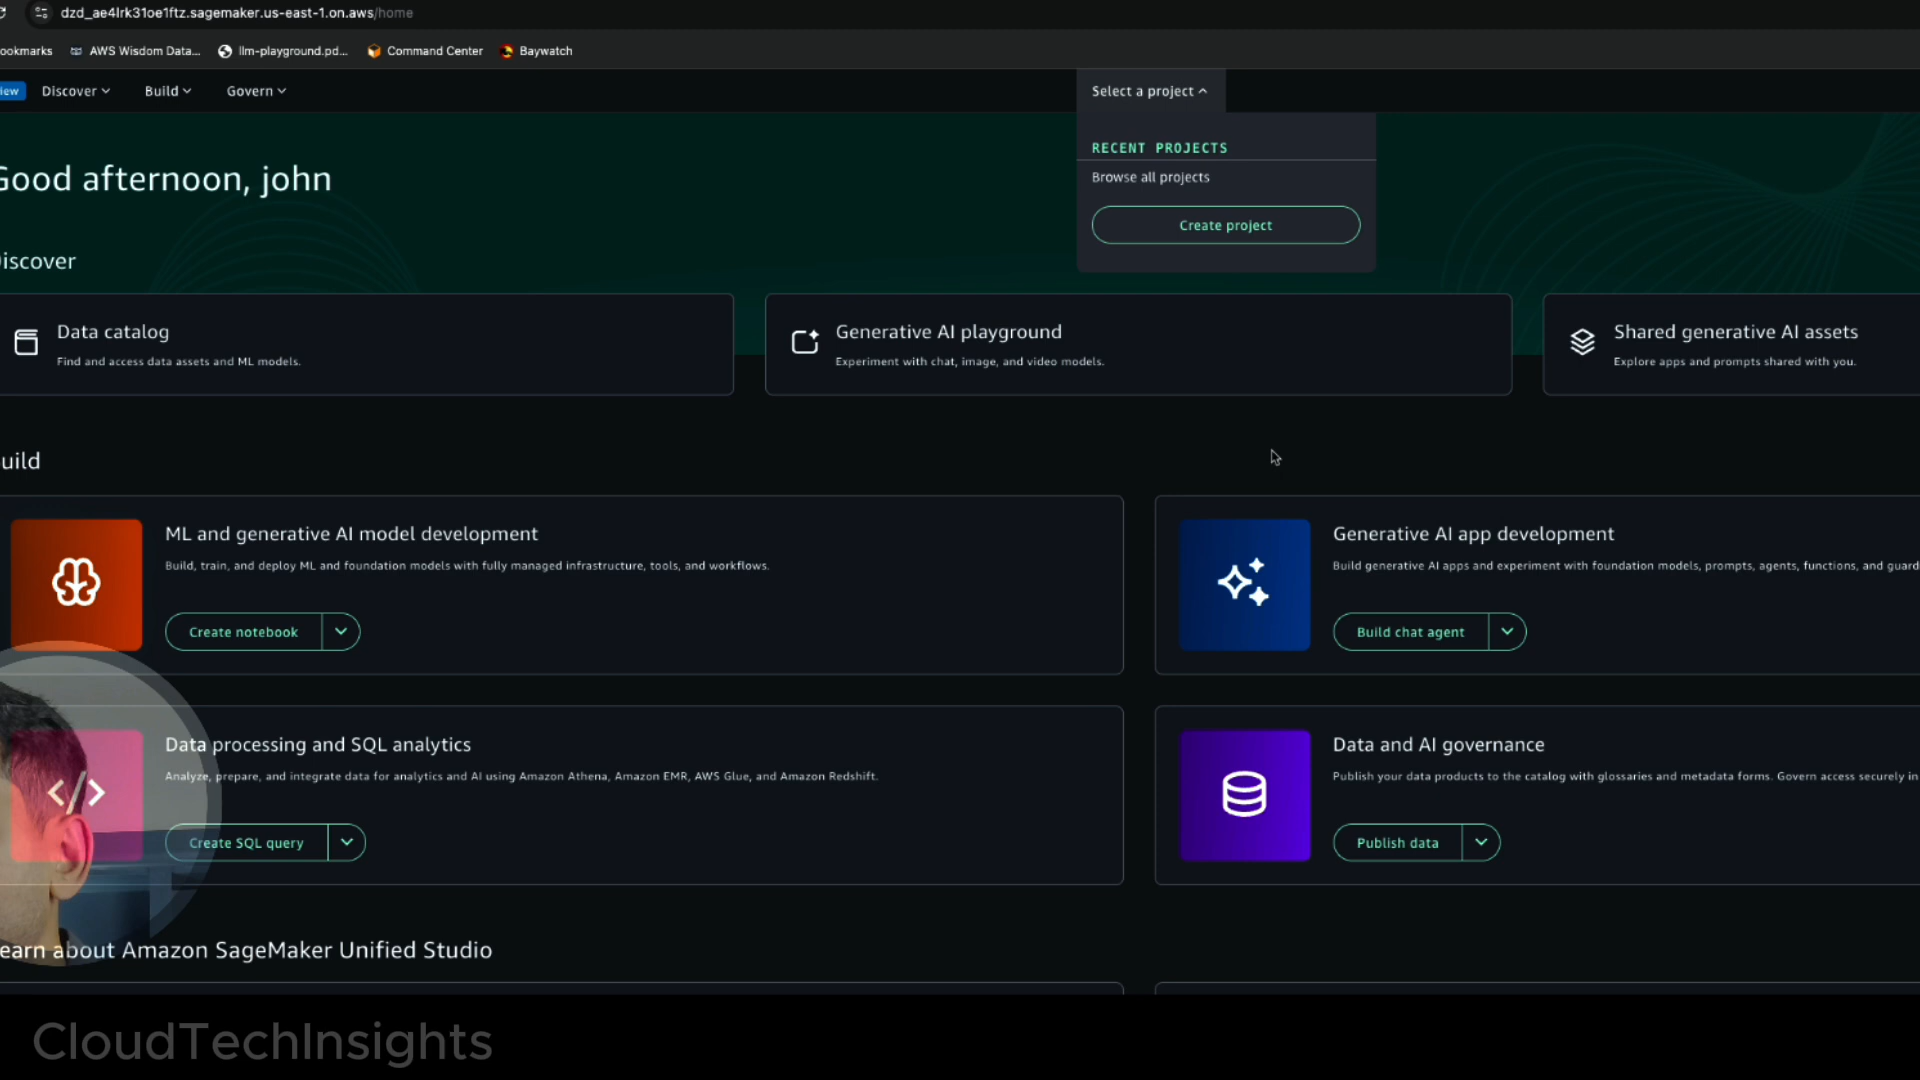 dzd_ae4lrk31oe1ftz.sagemaker.us-east-1.on.aws/home
ookmarks AWS Wisdom Data... llm-playground.pd... Command Center Baywatch
iew Discover Build Govern Select a project
RECENT PROJECTS
Browse all projects
Create project
Good afternoon, john
iscover
Data catalog
Find and access data assets and ML models.
Generative AI playground
Experiment with chat, image, and video models.
Shared generative AI assets
Explore apps and prompts shared with you.
uild
ML and generative AI model development
Build, train, and deploy ML and foundation models with fully managed infrastructure, tools, and workflows.
Create notebook
Generative AI app development
Build generative AI apps and experiment with foundation models, prompts, agents, functions, and guard
Build chat agent
Data processing and SQL analytics
Analyze, prepare, and integrate data for analytics and AI using Amazon Athena, Amazon EMR, AWS Glue, and Amazon Redshift.
Create SQL query
Data and AI governance
Publish your data products to the catalog with glossaries and metadata forms. Govern access securely in
Publish data
earn about Amazon SageMaker Unified Studio
CloudTechInsights